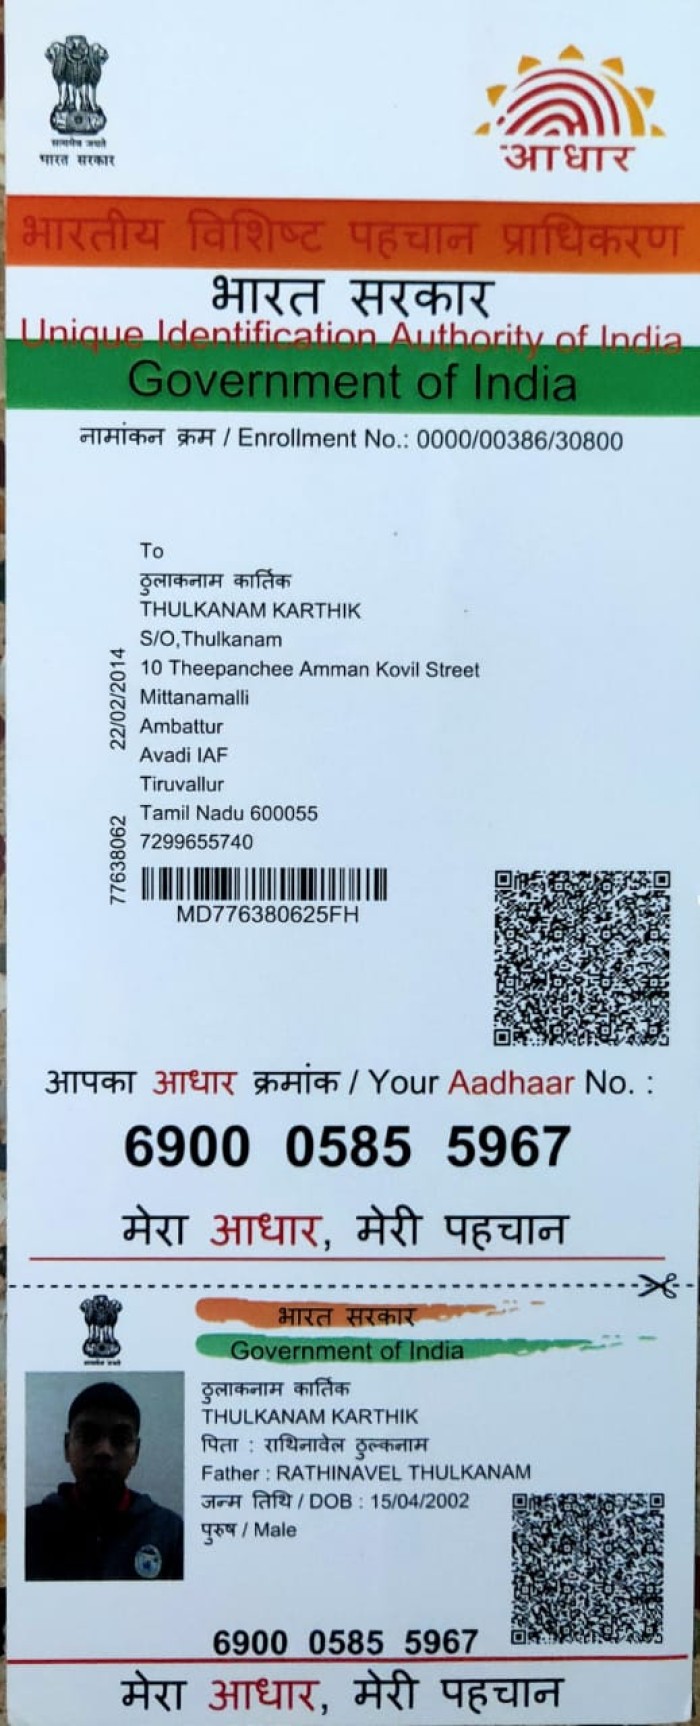 सत्यमेव जयते
भारत सरकार
आधार
भारतीय विशिष्ट पहचान प्राधिकरण
भारत सरकार
Unique Identification Authority of India
Government of India
नामांकन क्रम / Enrollment No.: 0000/00386/30800
To
ठुलाकनाम कार्तिक
THULKANAM KARTHIK
S/O,Thulkanam
10 Theepanchee Amman Kovil Street
Mittanamalli
Ambattur
Avadi IAF
Tiruvallur
Tamil Nadu 600055
7299655740
22/02/2014
77638062
MD776380625FH
आपका आधार क्रमांक / Your Aadhaar No. :
6900 0585 5967
मेरा आधार, मेरी पहचान
भारत सरकार
Government of India
ठुलाकनाम कार्तिक
THULKANAM KARTHIK
पिता : राथिनावेल ठुल्कनाम
Father : RATHINAVEL THULKANAM
जन्म तिथि / DOB : 15/04/2002
पुरुष / Male
6900 0585 5967
मेरा आधार, मेरी पहचान